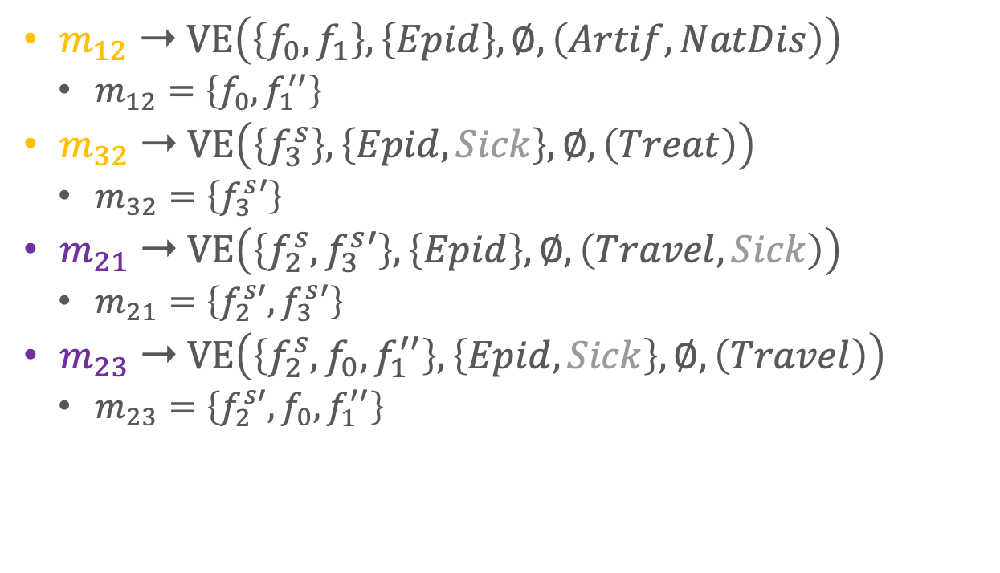 • m₁₂ → VE({f₀, f₁}, {Epid}, ∅, (Artif, NatDis))
• m₁₂ = {f₀, f₁′′}
• m₃₂ → VE({f₃ˢ}, {Epid, Sick}, ∅, (Treat))
• m₃₂ = {f₃ˢ′}
• m₂₁ → VE({f₂ˢ, f₃ˢ′}, {Epid}, ∅, (Travel, Sick))
• m₂₁ = {f₂ˢ′, f₃ˢ′}
• m₂₃ → VE({f₂ˢ, f₀, f₁′′}, {Epid, Sick}, ∅, (Travel))
• m₂₃ = {f₂ˢ′, f₀, f₁′′}